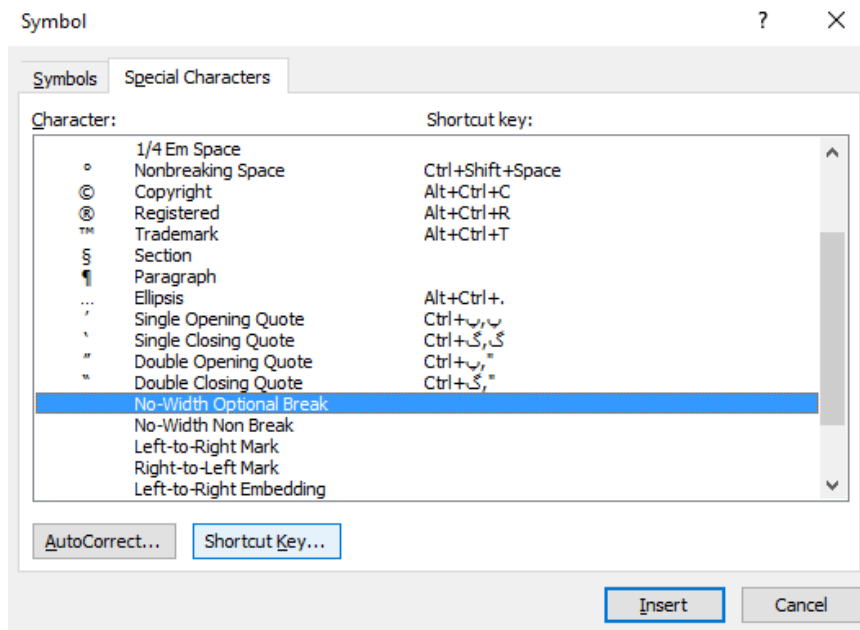 Symbol ? ×
Symbols Special Characters
Character: Shortcut key:
1/4 Em Space
° Nonbreaking Space Ctrl+Shift+Space
© Copyright Alt+Ctrl+C
® Registered Alt+Ctrl+R
™ Trademark Alt+Ctrl+T
§ Section
¶ Paragraph
… Ellipsis Alt+Ctrl+.
‘ Single Opening Quote Ctrl+پ,پ
‛ Single Closing Quote Ctrl+گ,گ
" Double Opening Quote Ctrl+پ,"
‟ Double Closing Quote Ctrl+گ,"
No-Width Optional Break
No-Width Non Break
Left-to-Right Mark
Right-to-Left Mark
Left-to-Right Embedding
AutoCorrect... Shortcut Key...
Insert Cancel